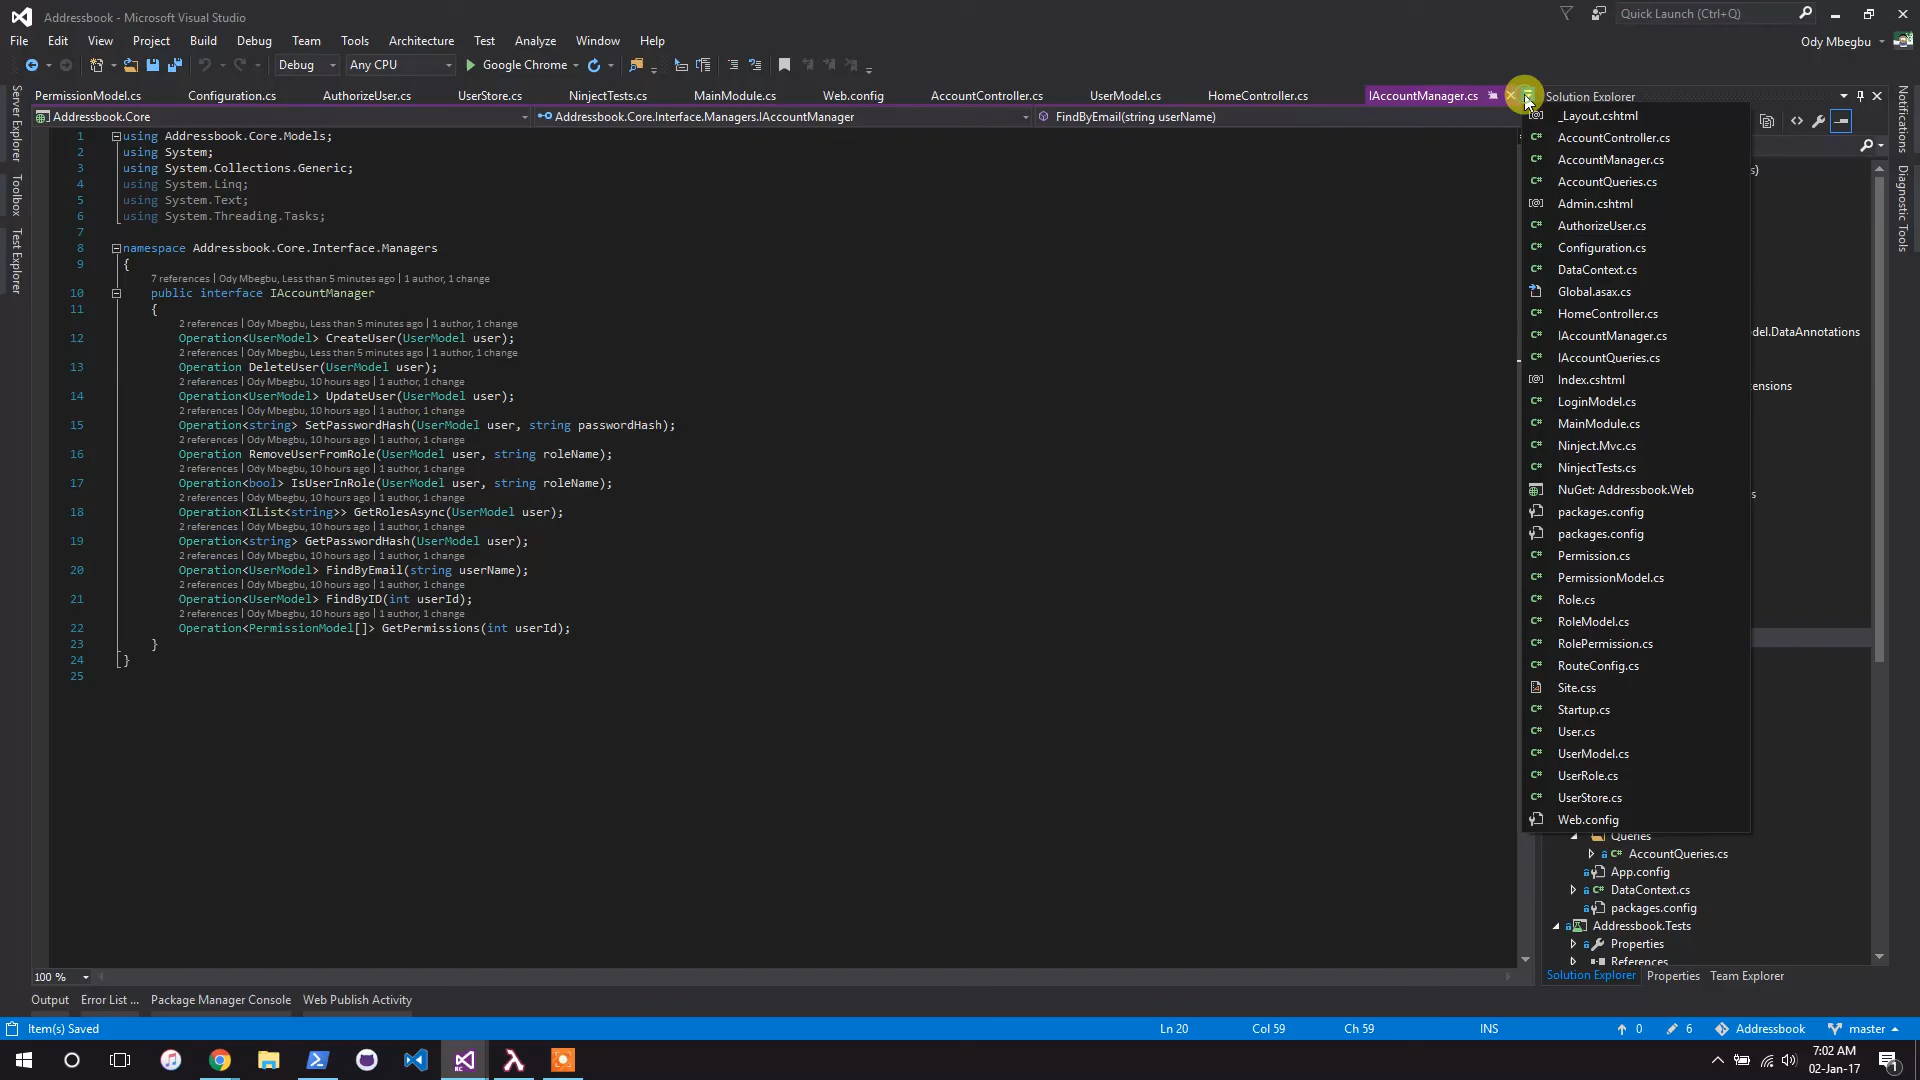 Addressbook - Microsoft Visual Studio
Quick Launch (Ctrl+Q)
File Edit View Project Build Debug Team Tools Architecture Test Analyze Window Help
Ody Mbegbu
Debug Any CPU Google Chrome
PermissionModel.cs Configuration.cs AuthorizeUser.cs UserStore.cs NinjectTests.cs MainModule.cs Web.config AccountController.cs UserModel.cs HomeController.cs IAccountManager.cs
Solution Explorer
Addressbook.Core Addressbook.Core.Interface.Managers.IAccountManager FindByEmail(string userName)
Server Explorer
Toolbox
Test Explorer
1 using Addressbook.Core.Models;
2 using System;
3 using System.Collections.Generic;
4 using System.Linq;
5 using System.Text;
6 using System.Threading.Tasks;
7
8 namespace Addressbook.Core.Interface.Managers
9 {
7 references | Ody Mbegbu, Less than 5 minutes ago | 1 author, 1 change
10 public interface IAccountManager
11 {
2 references | Ody Mbegbu, Less than 5 minutes ago | 1 author, 1 change
12 Operation<UserModel> CreateUser(UserModel user);
2 references | Ody Mbegbu, Less than 5 minutes ago | 1 author, 1 change
13 Operation DeleteUser(UserModel user);
2 references | Ody Mbegbu, 10 hours ago | 1 author, 1 change
14 Operation<UserModel> UpdateUser(UserModel user);
2 references | Ody Mbegbu, 10 hours ago | 1 author, 1 change
15 Operation<string> SetPasswordHash(UserModel user, string passwordHash);
2 references | Ody Mbegbu, 10 hours ago | 1 author, 1 change
16 Operation RemoveUserFromRole(UserModel user, string roleName);
2 references | Ody Mbegbu, 10 hours ago | 1 author, 1 change
17 Operation<bool> IsUserInRole(UserModel user, string roleName);
2 references | Ody Mbegbu, 10 hours ago | 1 author, 1 change
18 Operation<IList<string>> GetRolesAsync(UserModel user);
2 references | Ody Mbegbu, 10 hours ago | 1 author, 1 change
19 Operation<string> GetPasswordHash(UserModel user);
2 references | Ody Mbegbu, 10 hours ago | 1 author, 1 change
20 Operation<UserModel> FindByEmail(string userName);
2 references | Ody Mbegbu, 10 hours ago | 1 author, 1 change
21 Operation<UserModel> FindByID(int userId);
2 references | Ody Mbegbu, 10 hours ago | 1 author, 1 change
22 Operation<PermissionModel[]> GetPermissions(int userId);
23 }
24 }
25
_Layout.cshtml
AccountController.cs
AccountManager.cs
AccountQueries.cs
Admin.cshtml
AuthorizeUser.cs
Configuration.cs
DataContext.cs
Global.asax.cs
HomeController.cs
IAccountManager.cs
IAccountQueries.cs
Index.cshtml
LoginModel.cs
MainModule.cs
Ninject.Mvc.cs
NinjectTests.cs
NuGet: Addressbook.Web
packages.config
packages.config
Permission.cs
PermissionModel.cs
Role.cs
RoleModel.cs
RolePermission.cs
RouteConfig.cs
Site.css
Startup.cs
User.cs
UserModel.cs
UserRole.cs
UserStore.cs
Web.config
s)
del.DataAnnotations
tensions
s
Queries
AccountQueries.cs
App.config
DataContext.cs
packages.config
Addressbook.Tests
Properties
References
Solution Explorer Properties Team Explorer
Notifications
Diagnostic Tools
100 %
Output Error List ... Package Manager Console Web Publish Activity
Item(s) Saved Ln 20 Col 59 Ch 59 INS 0 6 Addressbook master
7:02 AM
02-Jan-17
1